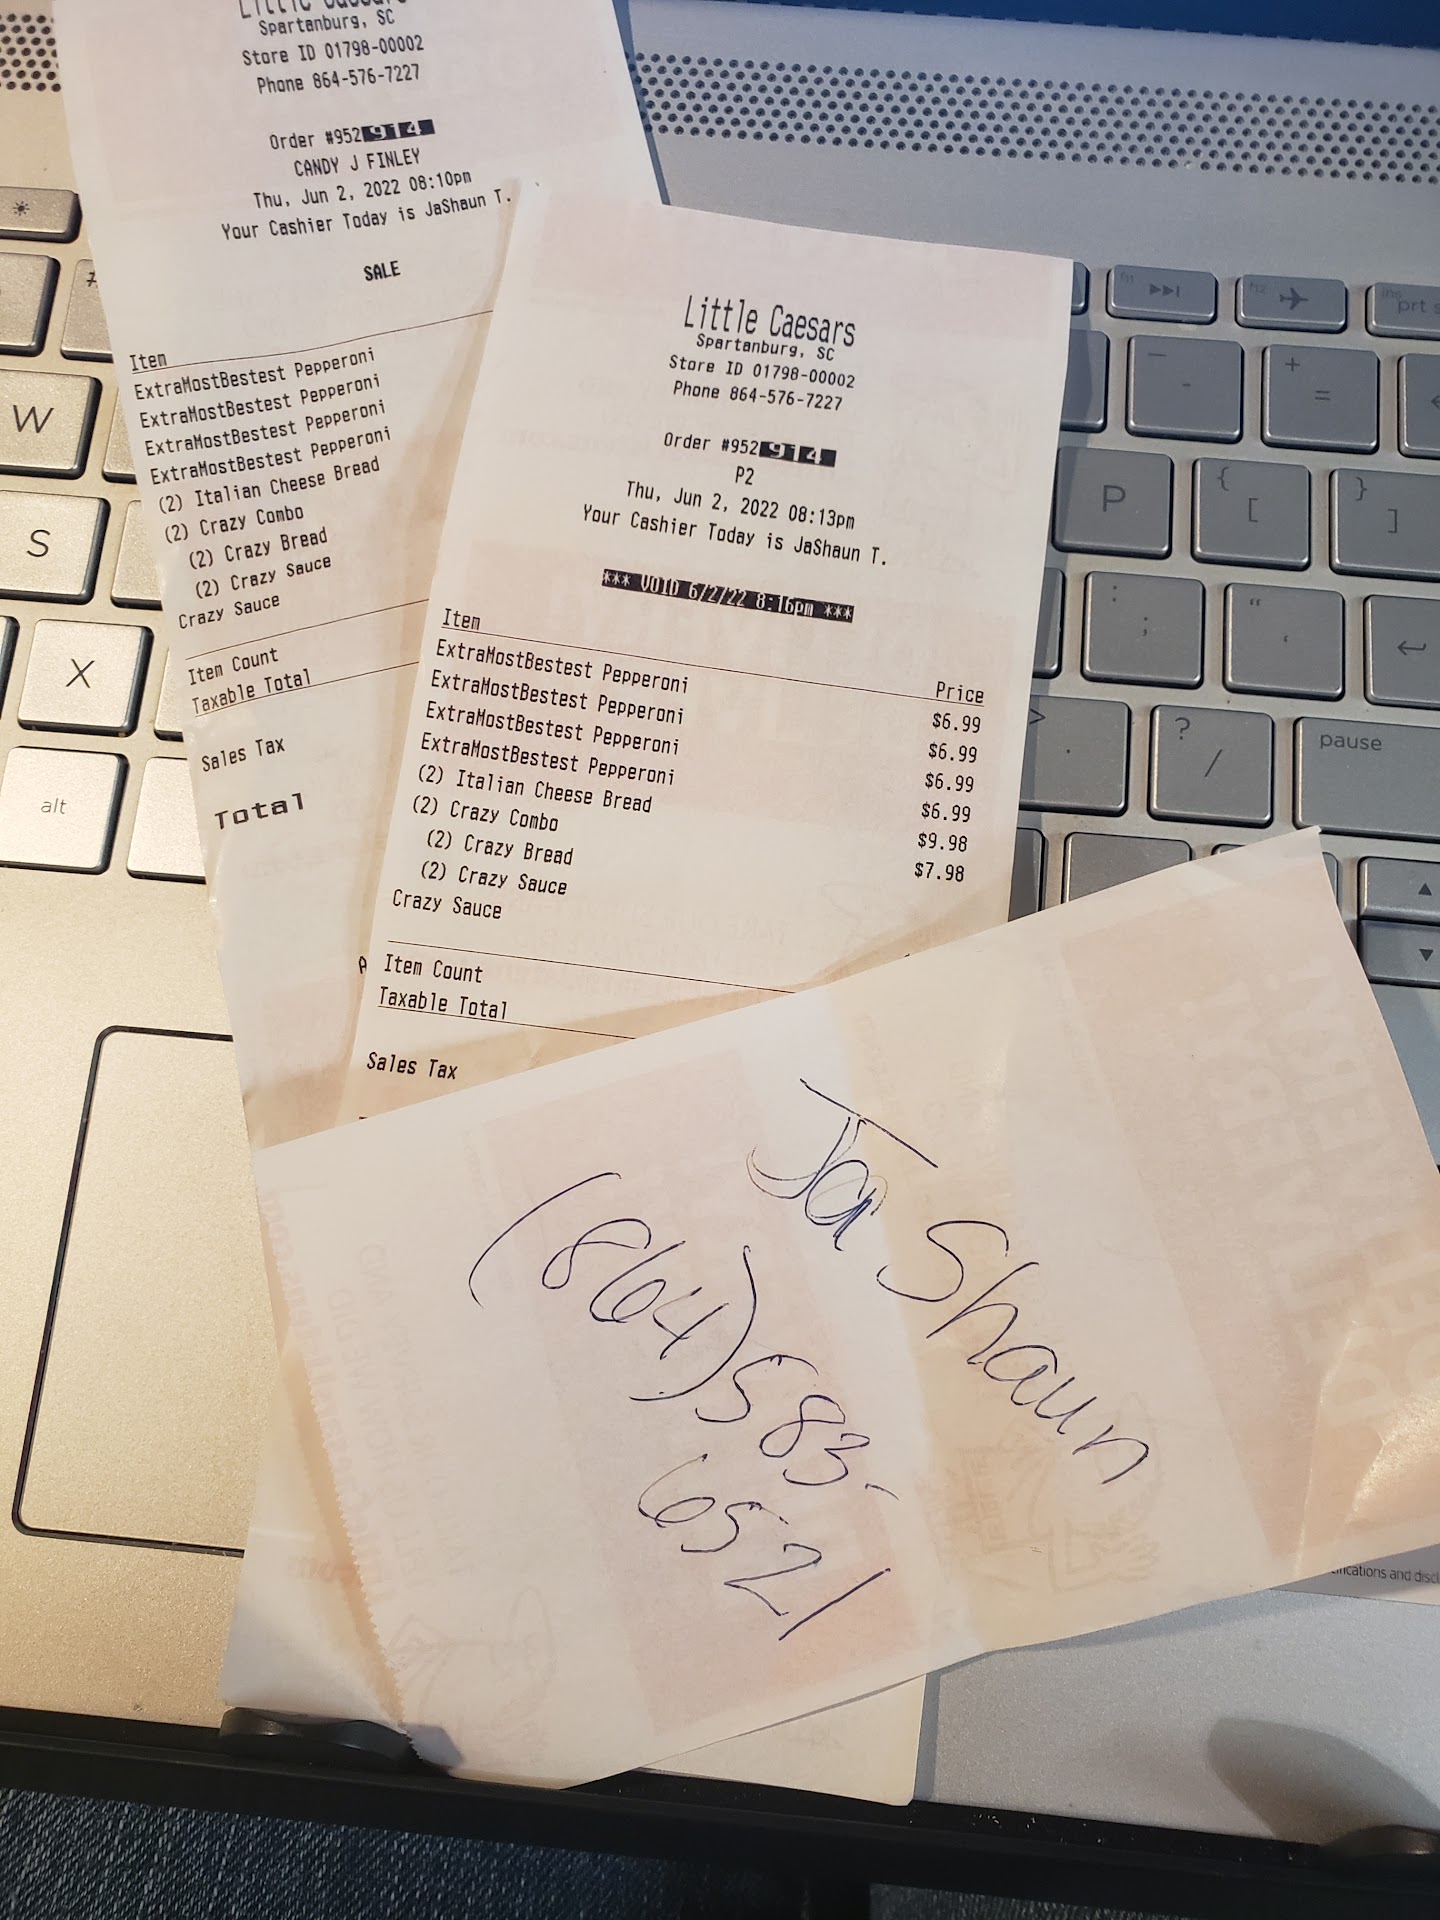 Little Caesars
Spartanburg, SC
Store ID 01798-00002
Phone 864-576-7227
Order #952914
CANDY J FINLEY
Thu, Jun 2, 2022 08:10pm
Your Cashier Today is JaShaun T.
SALE
Item
ExtraMostBestest Pepperoni
ExtraMostBestest Pepperoni
ExtraMostBestest Pepperoni
ExtraMostBestest Pepperoni
(2) Italian Cheese Bread
(2) Crazy Combo
(2) Crazy Bread
(2) Crazy Sauce
Crazy Sauce
Item Count
Taxable Total
Sales Tax
Total
Little Caesars
Spartanburg, SC
Store ID 01798-00002
Phone 864-576-7227
Order #952914
P2
Thu, Jun 2, 2022 08:13pm
Your Cashier Today is JaShaun T.
*** VOID 6/2/22 8:16pm ***
Item Price
ExtraMostBestest Pepperoni $6.99
ExtraMostBestest Pepperoni $6.99
ExtraMostBestest Pepperoni $6.99
ExtraMostBestest Pepperoni $6.99
(2) Italian Cheese Bread $9.98
(2) Crazy Combo $7.98
(2) Crazy Bread
(2) Crazy Sauce
Crazy Sauce
Item Count
Taxable Total
Sales Tax
JaShaun
(864)583-
6521
W
S
X
alt
prt s
P
{ [
} ]
- -
+ =
: ;
" '
> .
? /
pause
and discl